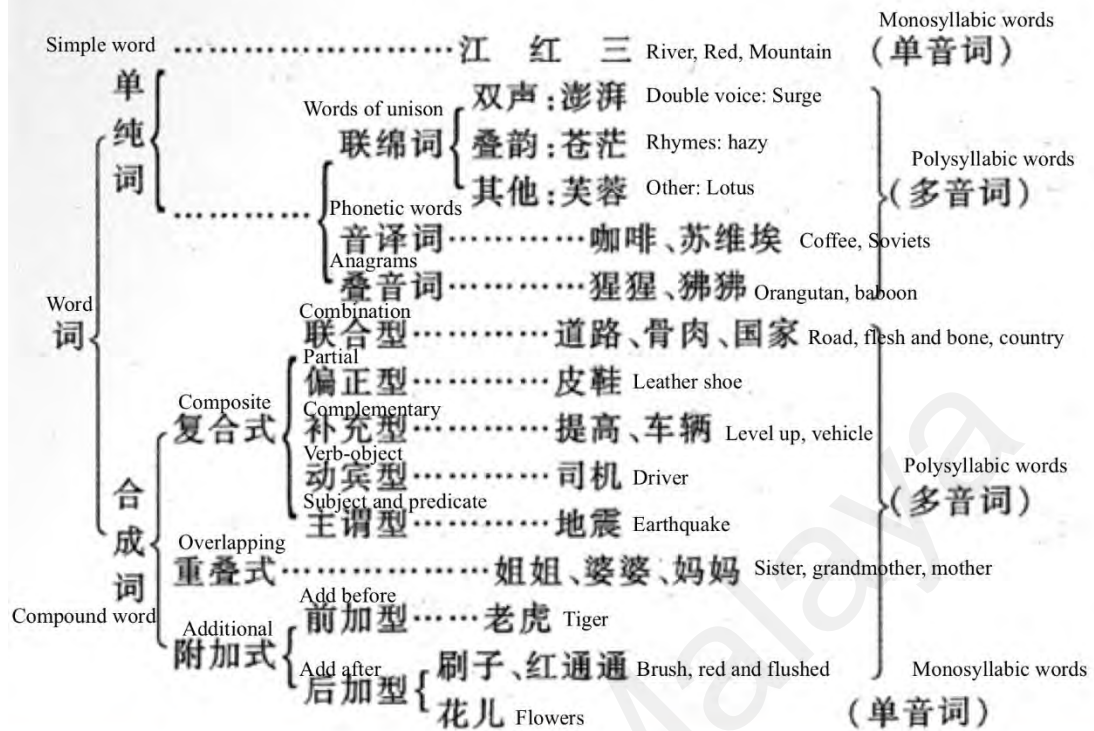 Monosyllabic words
Simple word …………………… 江 红 三 River, Red, Mountain (单音词)
单纯词
Words of unison 双声:澎湃 Double voice: Surge
联绵词 叠韵:苍茫 Rhymes: hazy
Polysyllabic words
(多音词)
其他:芙蓉 Other: Lotus
…………
Phonetic words
音译词………… 咖啡、苏维埃 Coffee, Soviets
Anagrams
叠音词………… 猩猩、狒狒 Orangutan, baboon
Word
词
Combination
联合型………… 道路、骨肉、国家 Road, flesh and bone, country
Partial
偏正型………… 皮鞋 Leather shoe
Composite
复合式
Complementary
补充型………… 提高、车辆 Level up, vehicle
Verb-object
动宾型………… 司机 Driver
Polysyllabic words
(多音词)
Subject and predicate
主谓型………… 地震 Earthquake
合成词
Compound word
Overlapping
重叠式……………… 姐姐、婆婆、妈妈 Sister, grandmother, mother
Add before
前加型…… 老虎 Tiger
Additional
附加式
Add after
后加型 刷子、红通通 Brush, red and flushed
花儿 Flowers
Monosyllabic words
(单音词)
Malaya